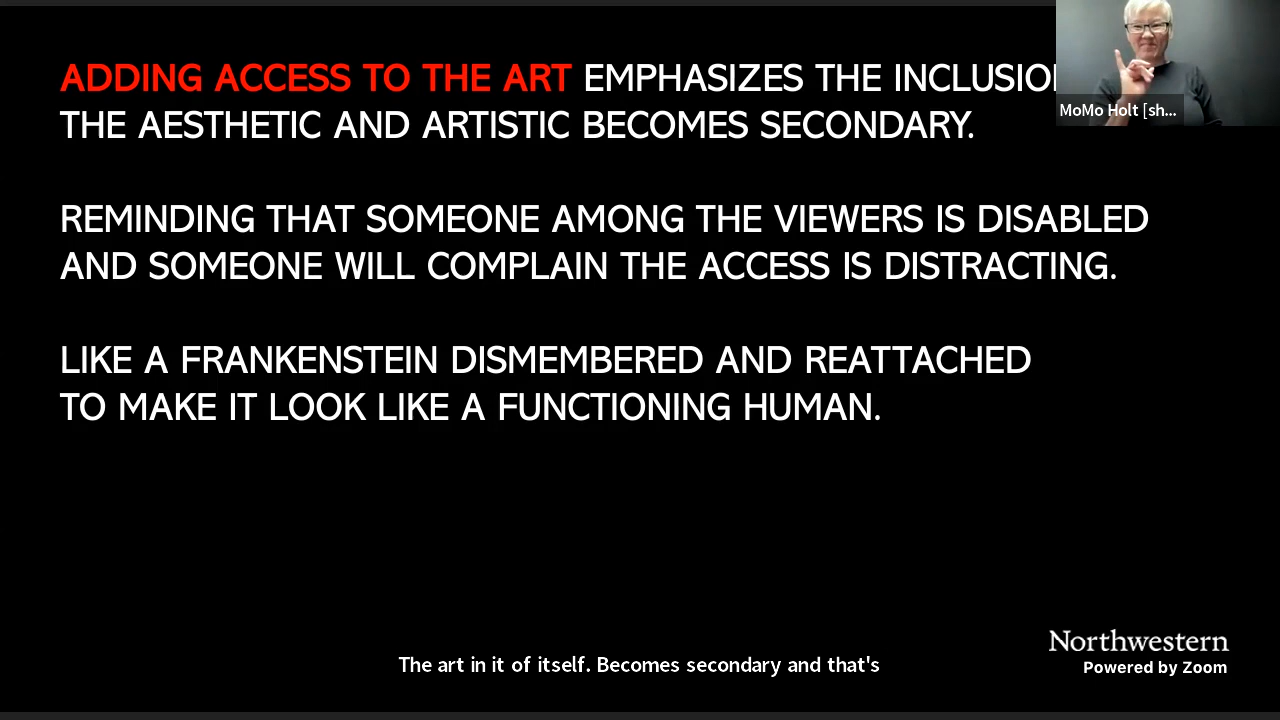 ADDING ACCESS TO THE ART EMPHASIZES THE
THE AESTHETIC AND ARTISTIC BECOMES SECONDARY.
REMINDING THAT SOMEONE AMONG THE VIEWERS IS DISABLED
AND SOMEONE WILL COMPLAIN THE ACCESS IS DISTRACTING.
LIKE A FRANKENSTEIN DISMEMBERED AND REATTACHED
TO MAKE IT LOOK LIKE A FUNCTIONING HUMAN.
MoMo Holt [sh...
The art in it of itself. Becomes secondary and that's
Northwestern
Powered by Zoom